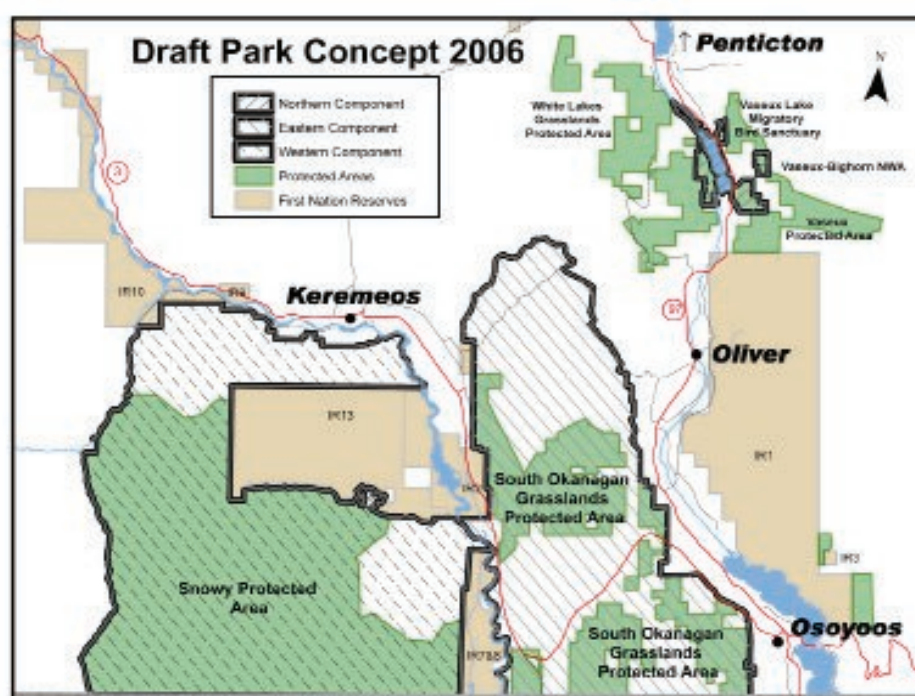 Draft Park Concept 2006
Northern Component
Eastern Component
Western Component
Protected Areas
First Nation Reserves
↑ Penticton
N
White Lakes
Grasslands
Protected Area
Vaseux Lake
Migratory
Bird Sanctuary
Vaseux-Bighorn NWA
Vaseux
Protected Area
3
IR10
Keremeos
97
Oliver
IR13
IR1
South Okanagan
Grasslands
Protected Area
IR3
Snowy Protected
Area
South Okanagan
Grasslands
Protected Area
Osoyoos
IR7&8